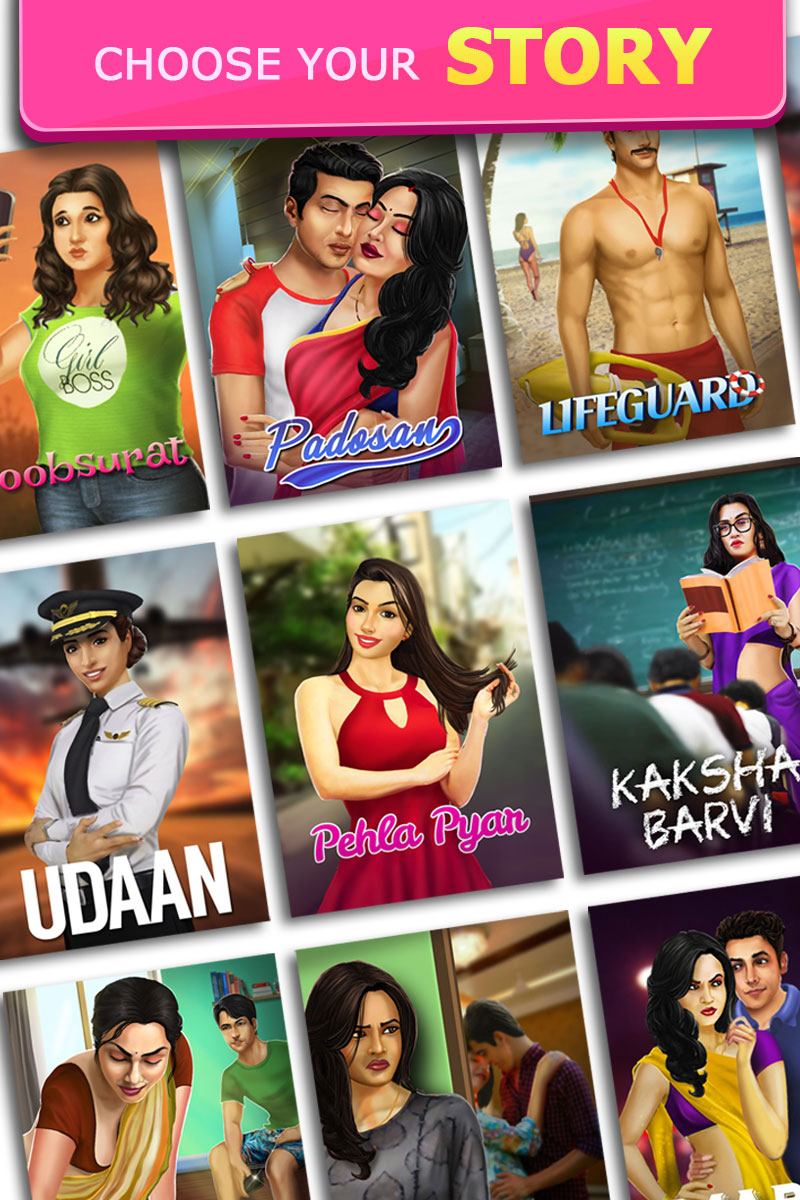 CHOOSE YOUR STORY
Girl
BOSS
oobsurat
Padosan
LIFEGUARD
UDAAN
Pehla Pyar
KAKSHA
BARVI